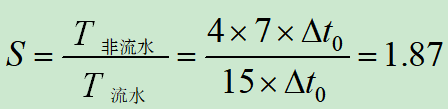 S = T非流水 / T流水 = 4×7×Δt₀ / 15×Δt₀ = 1.87